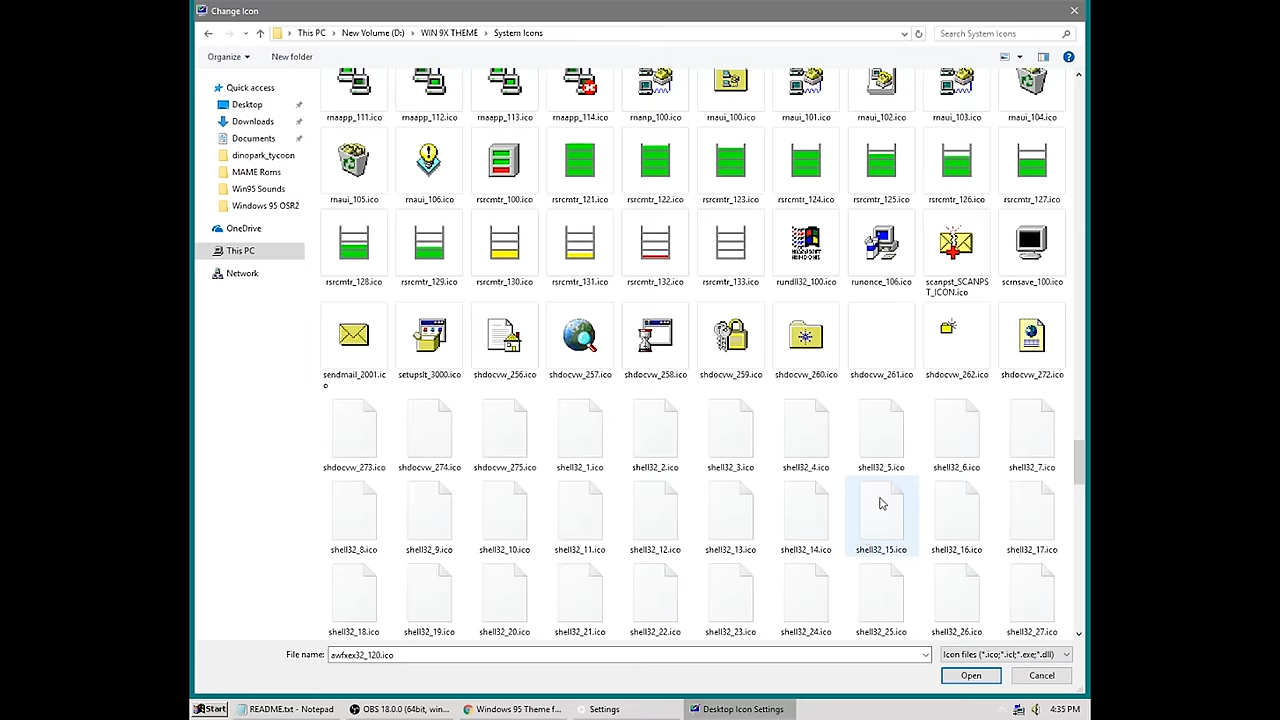 Change Icon
This PC > New Volume (D:) > WIN 9X THEME > System Icons
Search System Icons
Organize
New folder
Quick access
Desktop
Downloads
Documents
dinopark_tycoon
MAME Roms
Win95 Sounds
Windows 95 OSR2
OneDrive
This PC
Network
rnaapp_111.ico rnaapp_112.ico rnaapp_113.ico rnaapp_114.ico rnanp_100.ico rnaui_100.ico rnaui_101.ico rnaui_102.ico rnaui_103.ico rnaui_104.ico
rnaui_105.ico rnaui_106.ico rsrcmtr_100.ico rsrcmtr_121.ico rsrcmtr_122.ico rsrcmtr_123.ico rsrcmtr_124.ico rsrcmtr_125.ico rsrcmtr_126.ico rsrcmtr_127.ico
MICROSOFT
WINDOWS
rsrcmtr_128.ico rsrcmtr_129.ico rsrcmtr_130.ico rsrcmtr_131.ico rsrcmtr_132.ico rsrcmtr_133.ico rundll32_100.ico runonce_106.ico scanpst_SCANPS scrnsave_100.ico
T_ICON.ico
sendmail_2001.ic setupslt_3000.ico shdocvw_256.ico shdocvw_257.ico shdocvw_258.ico shdocvw_259.ico shdocvw_260.ico shdocvw_261.ico shdocvw_262.ico shdocvw_272.ico
o
shdocvw_273.ico shdocvw_274.ico shdocvw_275.ico shell32_1.ico shell32_2.ico shell32_3.ico shell32_4.ico shell32_5.ico shell32_6.ico shell32_7.ico
shell32_8.ico shell32_9.ico shell32_10.ico shell32_11.ico shell32_12.ico shell32_13.ico shell32_14.ico shell32_15.ico shell32_16.ico shell32_17.ico
shell32_18.ico shell32_19.ico shell32_20.ico shell32_21.ico shell32_22.ico shell32_23.ico shell32_24.ico shell32_25.ico shell32_26.ico shell32_27.ico
File name: awfxex32_120.ico
Icon files (*.ico;*.icl;*.exe;*.dll)
Open
Cancel
Start README.txt - Notepad OBS 18.0.0 (64bit, win... Windows 95 Theme f... Settings Desktop Icon Settings 4:35 PM